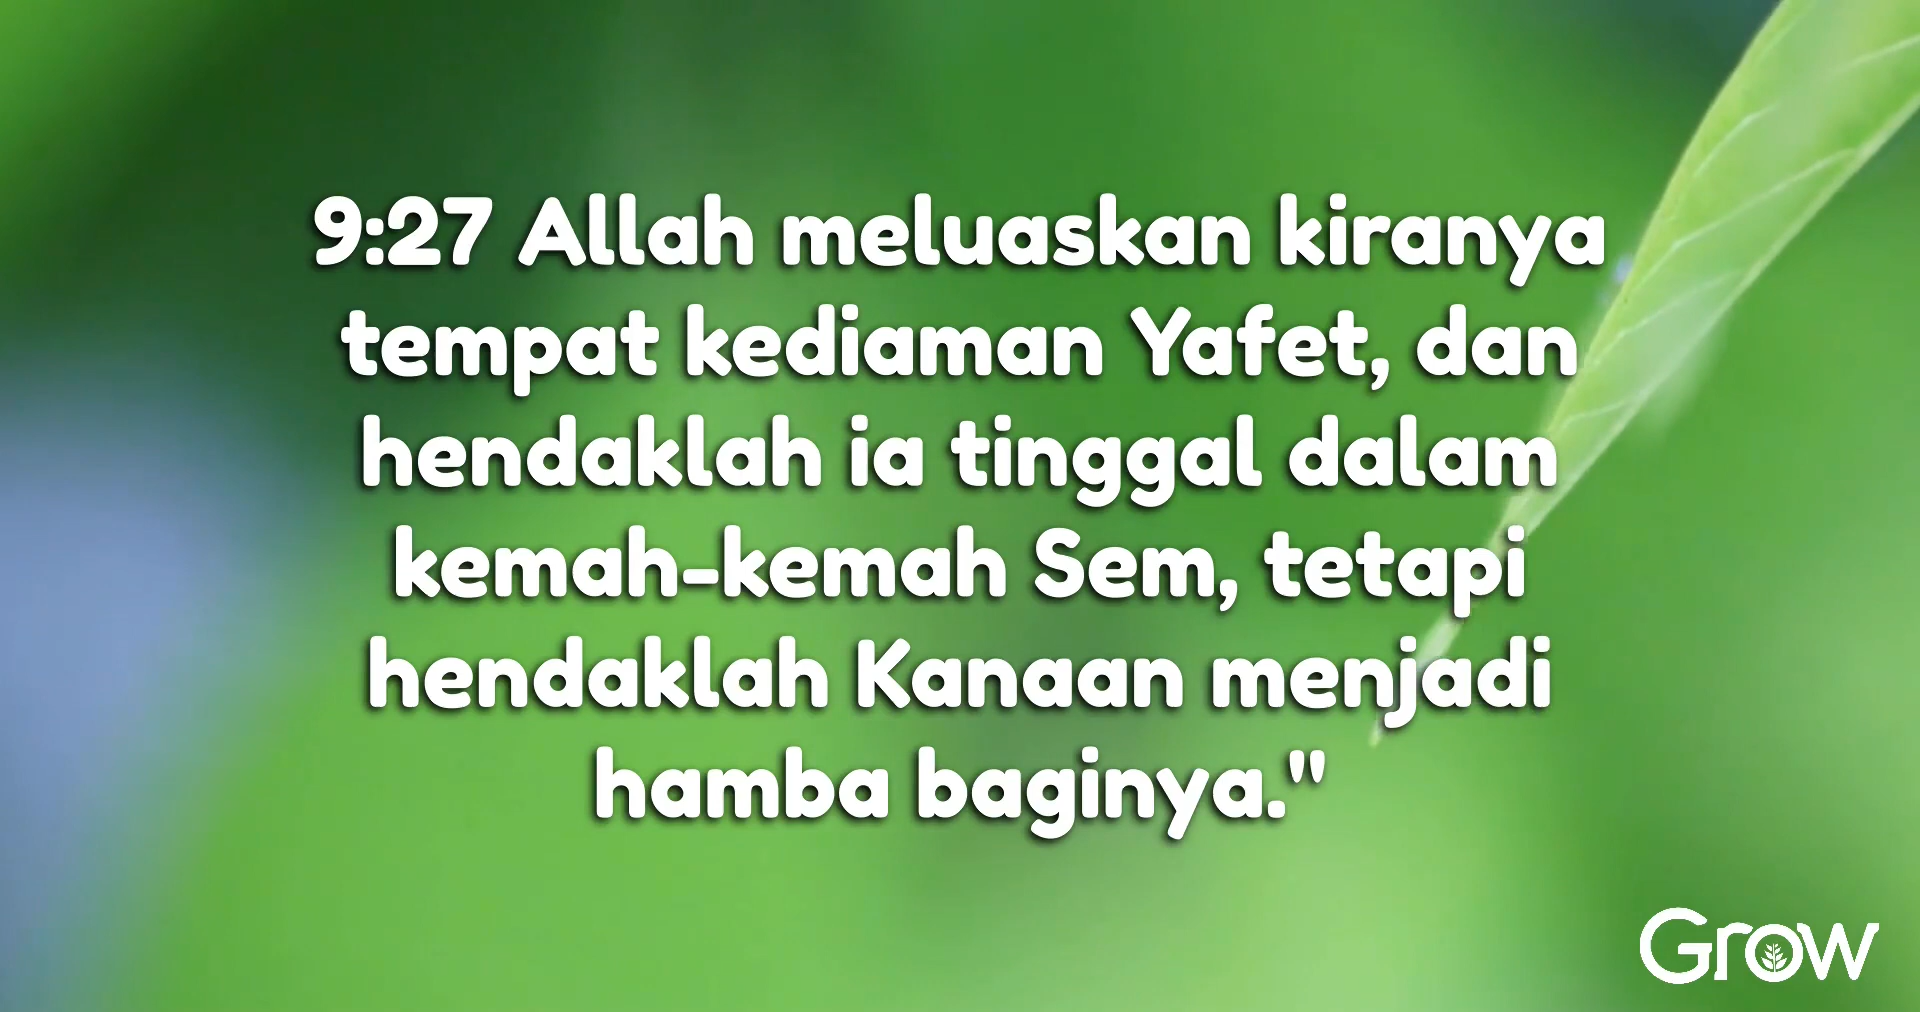 9:27 Allah meluaskan kiranya
tempat kediaman Yafet, dan
hendaklah ia tinggal dalam
kemah-kemah Sem, tetapi
hendaklah Kanaan menjadi
hamba baginya."
Grow